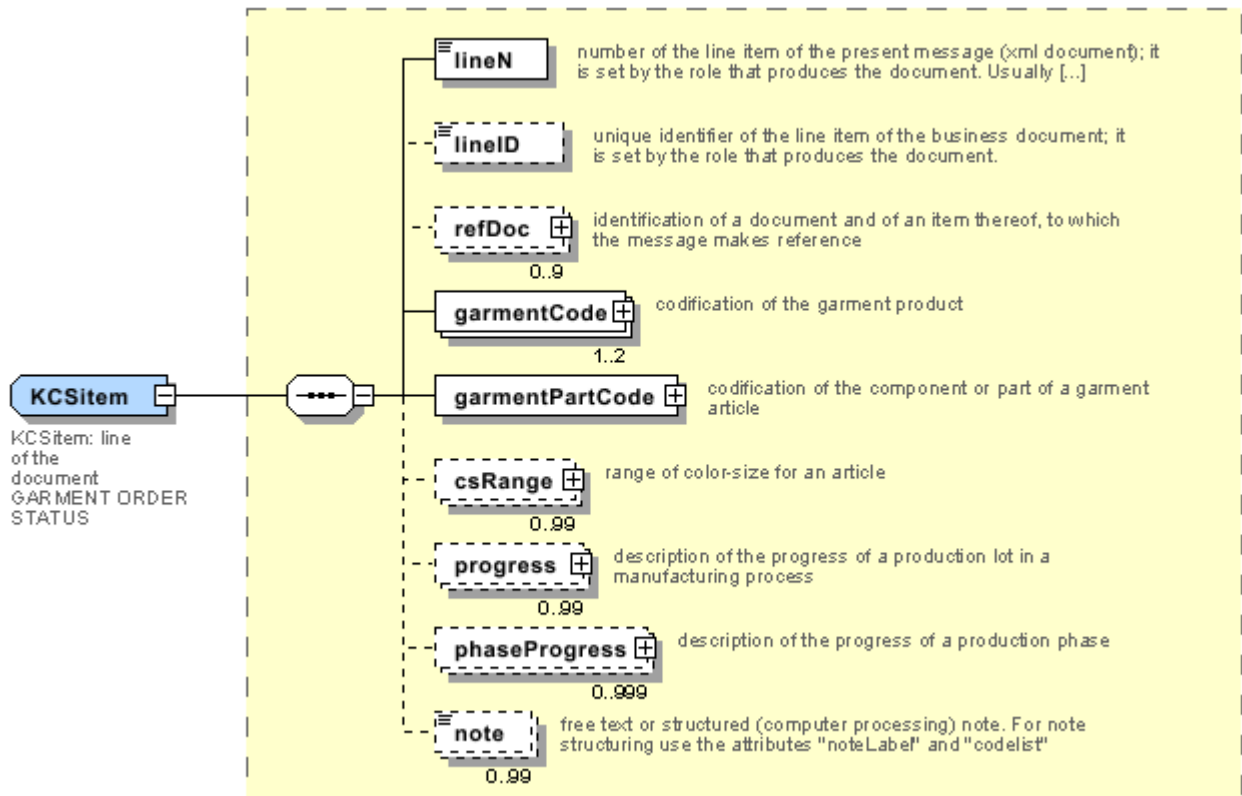 lineN
number of the line item of the present message (xml document); it
is set by the role that produces the document. Usually [...]
lineID
unique identifier of the line item of the business document; it
is set by the role that produces the document.
refDoc
0..9
identification of a document and of an item thereof, to which
the message makes reference
garmentCode
1..2
codification of the garment product
KCSitem
KCSitem: line
of the
document
GARMENT ORDER
STATUS
garmentPartCode
codification of the component or part of a garment
article
csRange
0..99
range of color-size for an article
progress
0..99
description of the progress of a production lot in a
manufacturing process
phaseProgress
0..999
description of the progress of a production phase
note
0..99
free text or structured (computer processing) note. For note
structuring use the attributes "noteLabel" and "codelist"